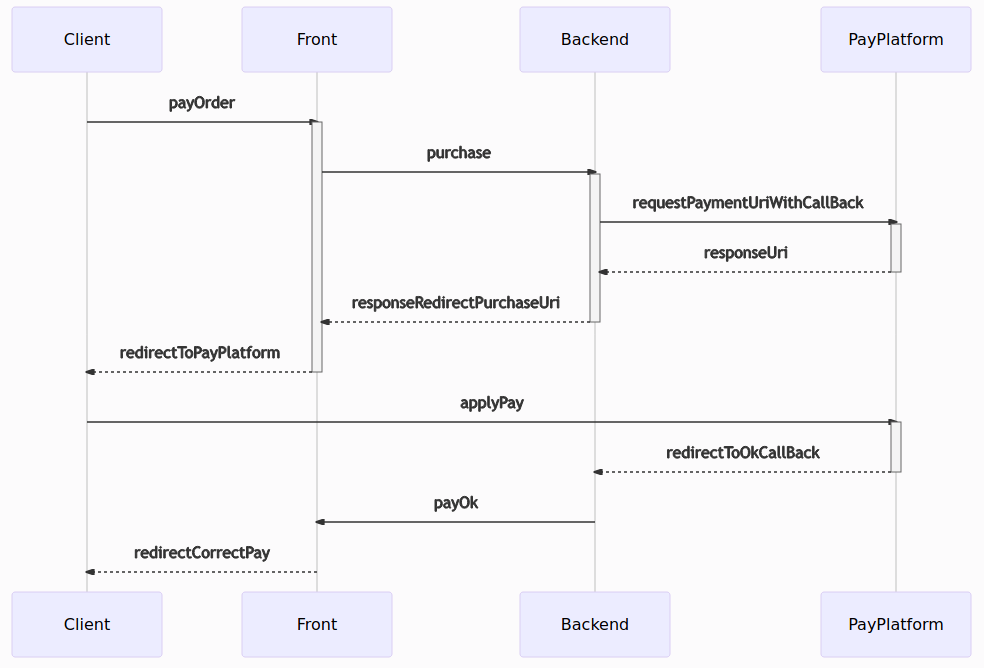 Client Front Backend PayPlatform
payOrder
purchase
requestPaymentUriWithCallBack
responseUri
responseRedirectPurchaseUri
redirectToPayPlatform
applyPay
redirectToOkCallBack
payOk
redirectCorrectPay
Client Front Backend PayPlatform